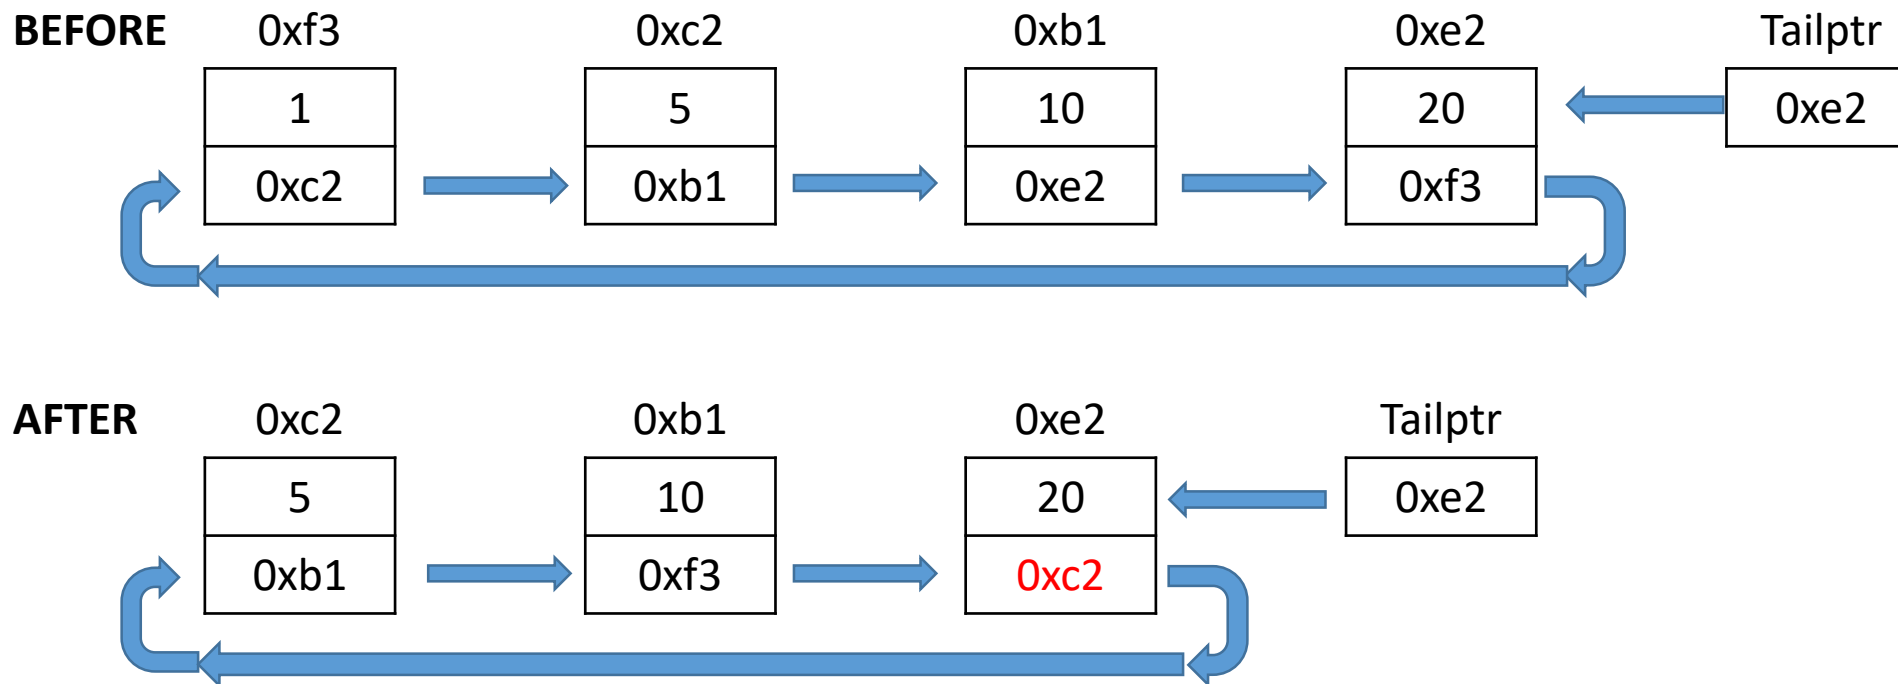 BEFORE 0xf3 0xc2 0xb1 0xe2 Tailptr
1 5 10 20 0xe2
0xc2 0xb1 0xe2 0xf3
AFTER 0xc2 0xb1 0xe2 Tailptr
5 10 20 0xe2
0xb1 0xf3 0xc2